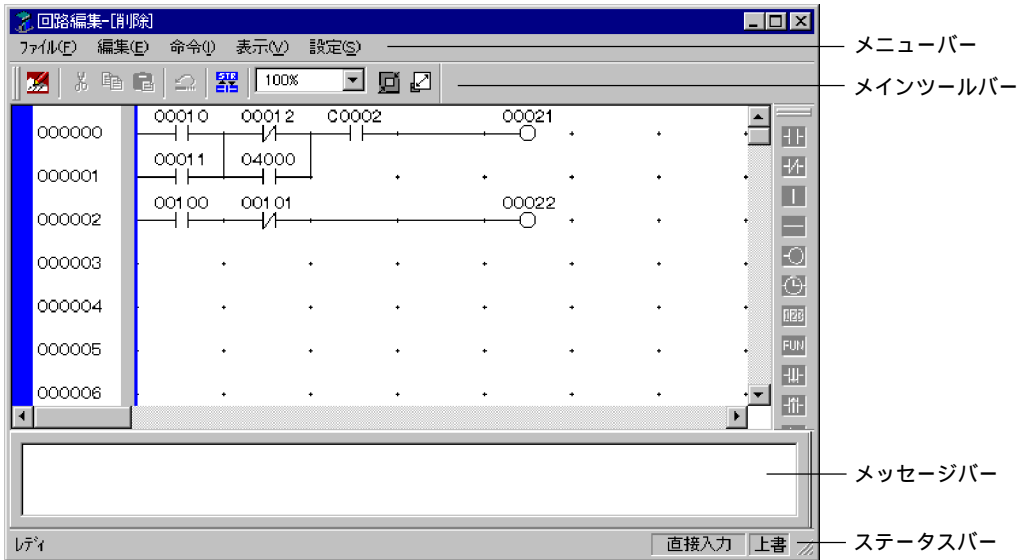 回路編集-[削除]
ﾌｧｲﾙ(F) 編集(E) 命令(I) 表示(V) 設定(S)
メニューバー
STR
100%
メインツールバー
00010 00012 C0002 00021
000000
00011 04000
000001
00100 00101 00022
000002
000003
000004
000005
000006
123
FUN
メッセージバー
ﾚﾃﾞｨ
直接入力 上書
ステータスバー